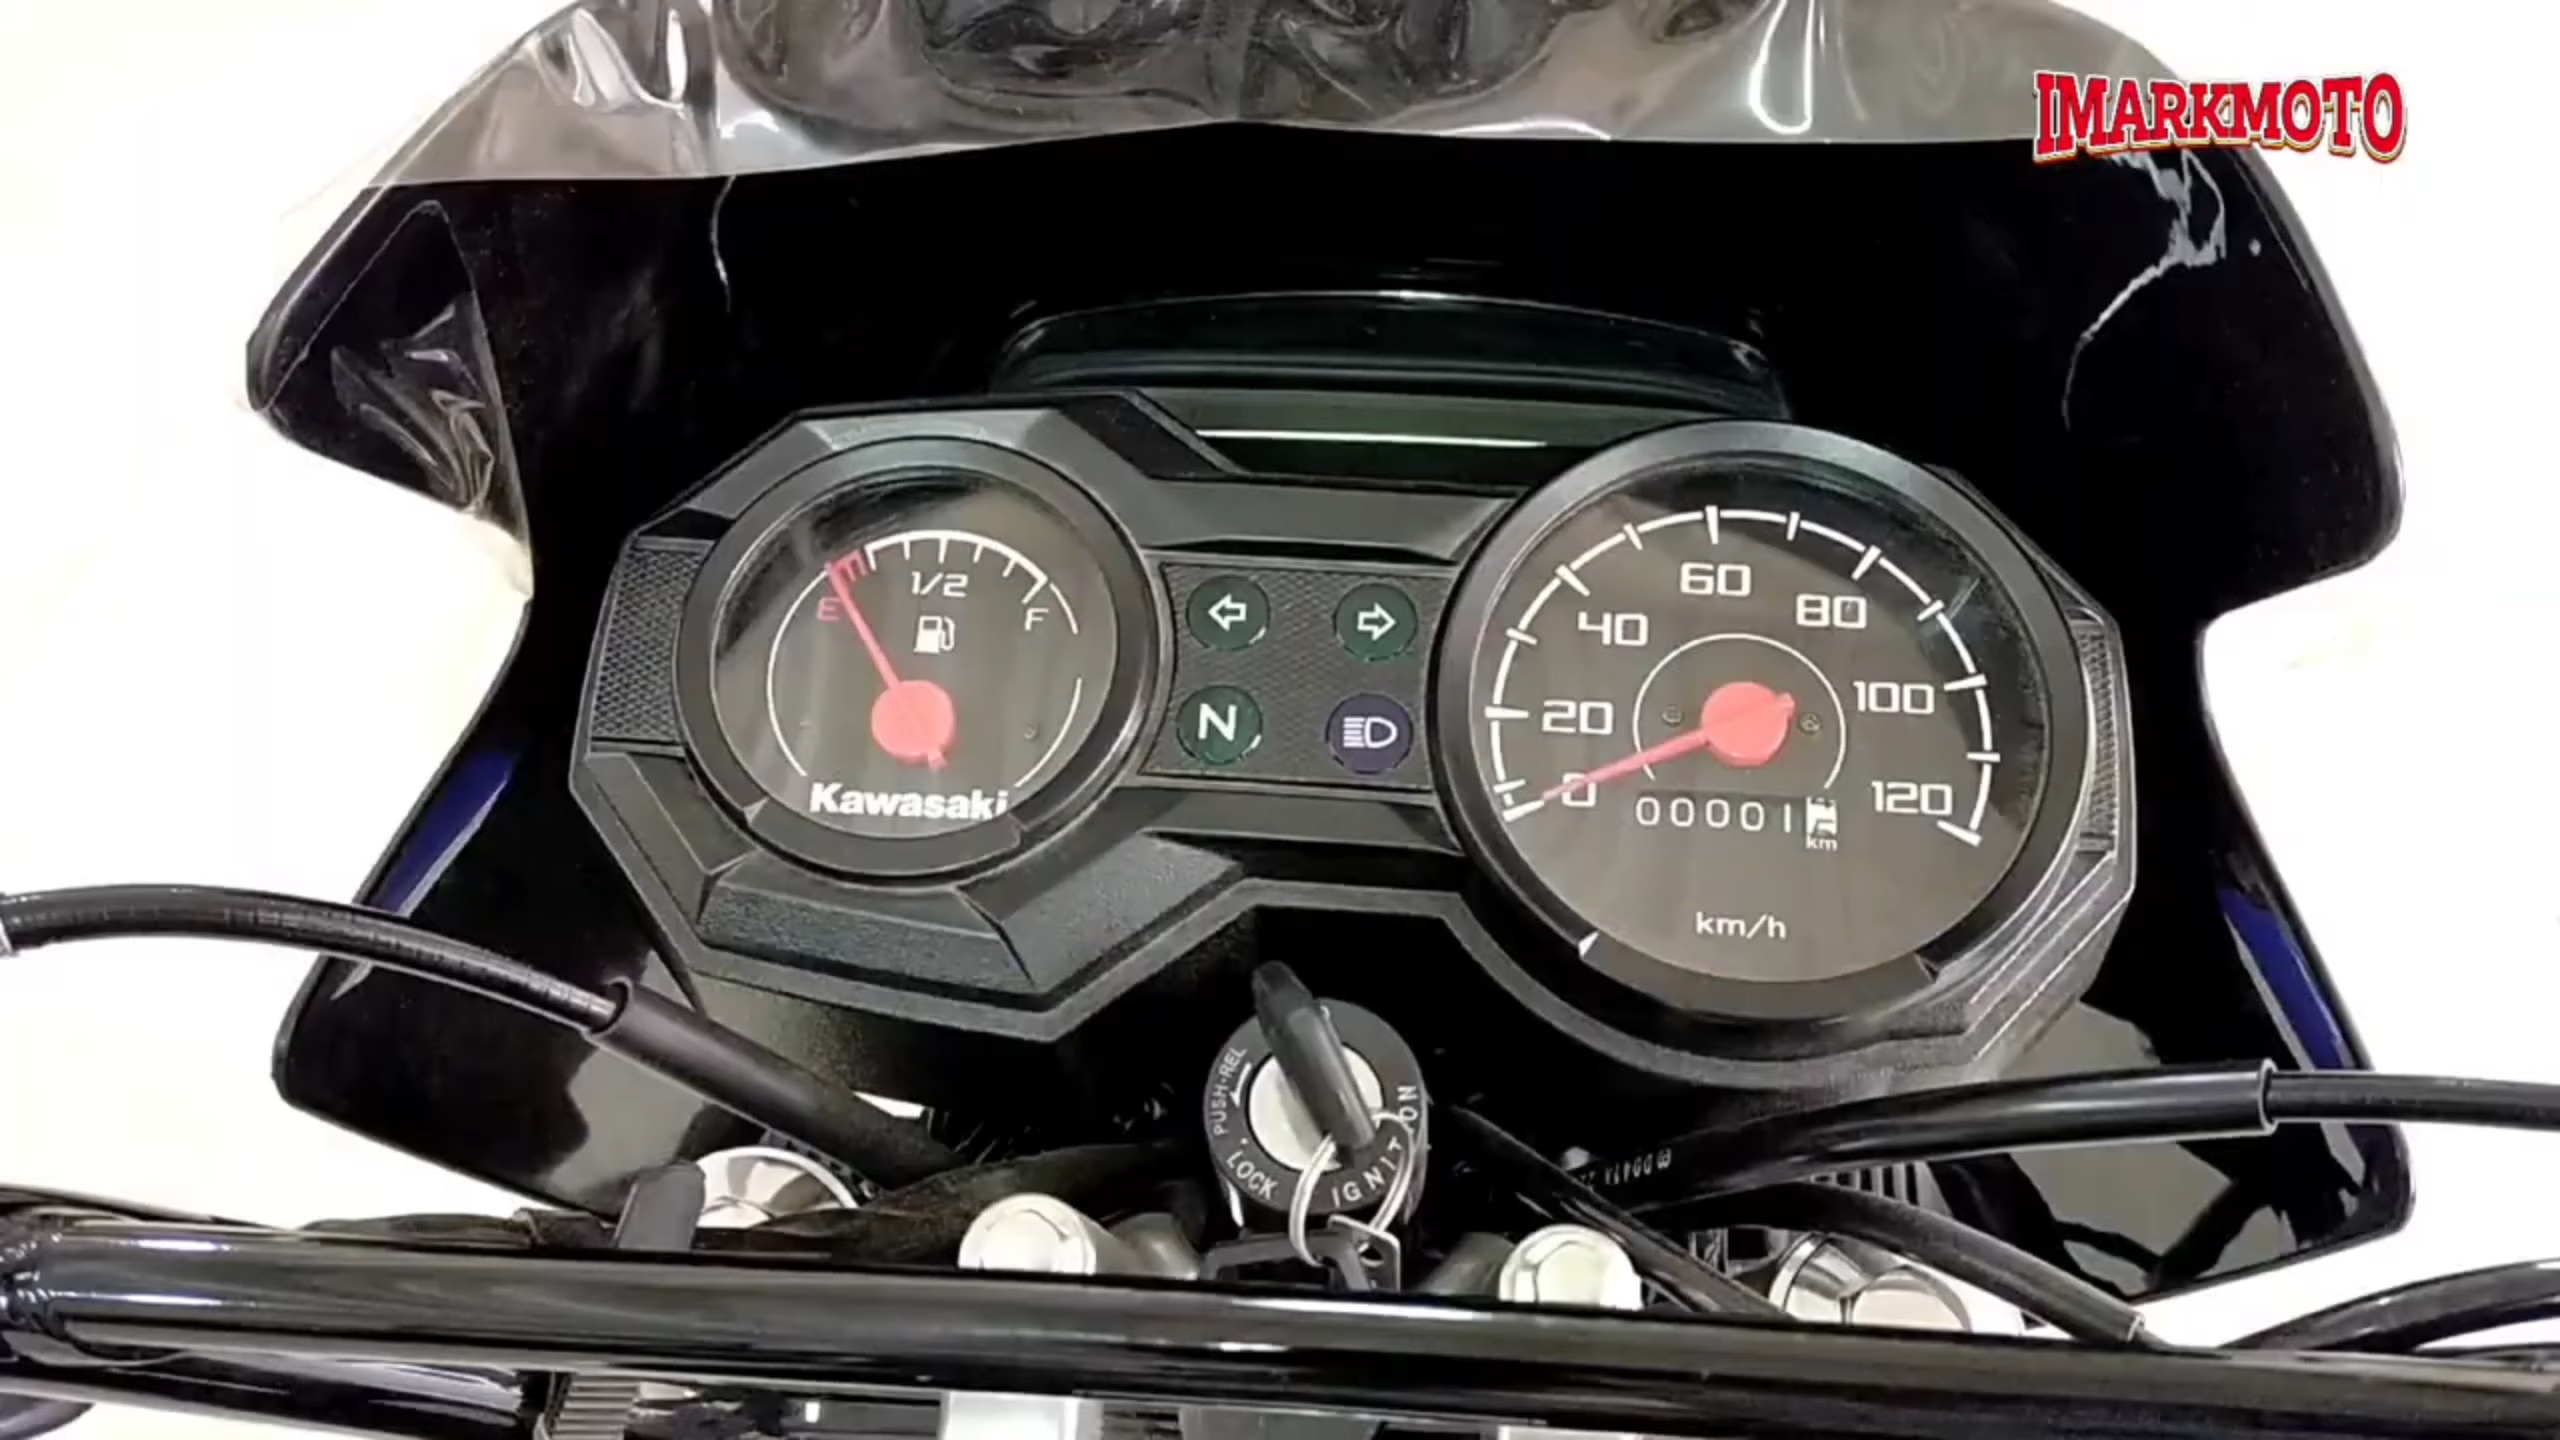 IMARKMOTO
E
1/2
F
Kawasaki
N
0
20
40
60
80
100
120
00001
km
km/h
PUSH·REL
LOCK
IGNITION